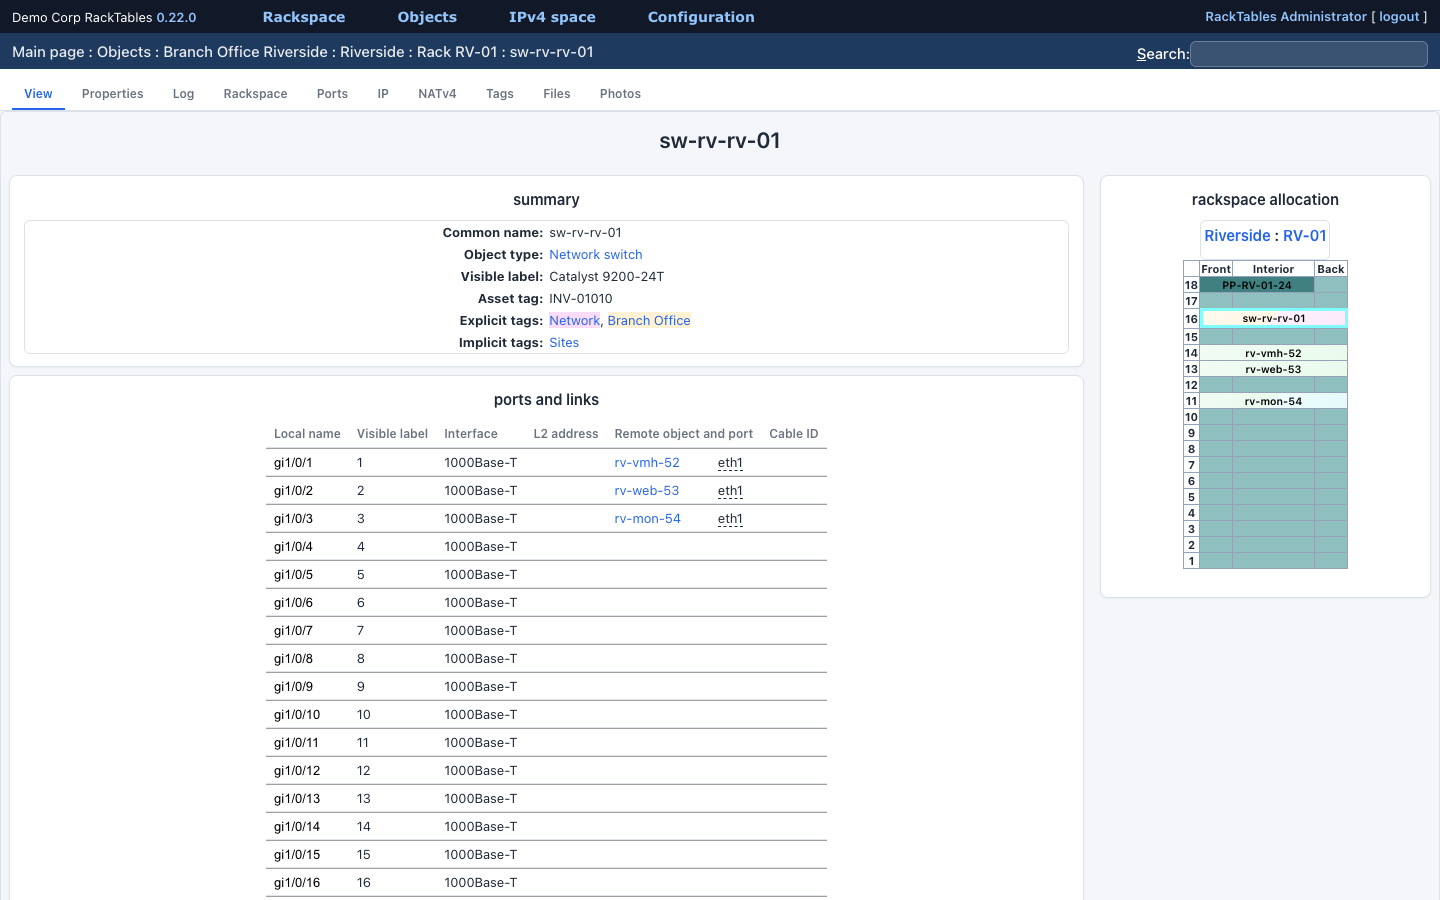 Demo Corp RackTables 0.22.0
Rackspace
Objects
IPv4 space
Configuration
RackTables Administrator [ logout ]
Main page : Objects : Branch Office Riverside : Riverside : Rack RV-01 : sw-rv-rv-01
Search:
View
Properties
Log
Rackspace
Ports
IP
NATv4
Tags
Files
Photos
sw-rv-rv-01
summary
Common name: sw-rv-rv-01
Object type: Network switch
Visible label: Catalyst 9200-24T
Asset tag: INV-01010
Explicit tags: Network, Branch Office
Implicit tags: Sites
ports and links
Local name Visible label Interface L2 address Remote object and port Cable ID
gi1/0/1 1 1000Base-T rv-vmh-52 eth1
gi1/0/2 2 1000Base-T rv-web-53 eth1
gi1/0/3 3 1000Base-T rv-mon-54 eth1
gi1/0/4 4 1000Base-T
gi1/0/5 5 1000Base-T
gi1/0/6 6 1000Base-T
gi1/0/7 7 1000Base-T
gi1/0/8 8 1000Base-T
gi1/0/9 9 1000Base-T
gi1/0/10 10 1000Base-T
gi1/0/11 11 1000Base-T
gi1/0/12 12 1000Base-T
gi1/0/13 13 1000Base-T
gi1/0/14 14 1000Base-T
gi1/0/15 15 1000Base-T
gi1/0/16 16 1000Base-T
rackspace allocation
Riverside : RV-01
Front Interior Back
18 PP-RV-01-24
17
16 sw-rv-rv-01
15
14 rv-vmh-52
13 rv-web-53
12
11 rv-mon-54
10
9
8
7
6
5
4
3
2
1